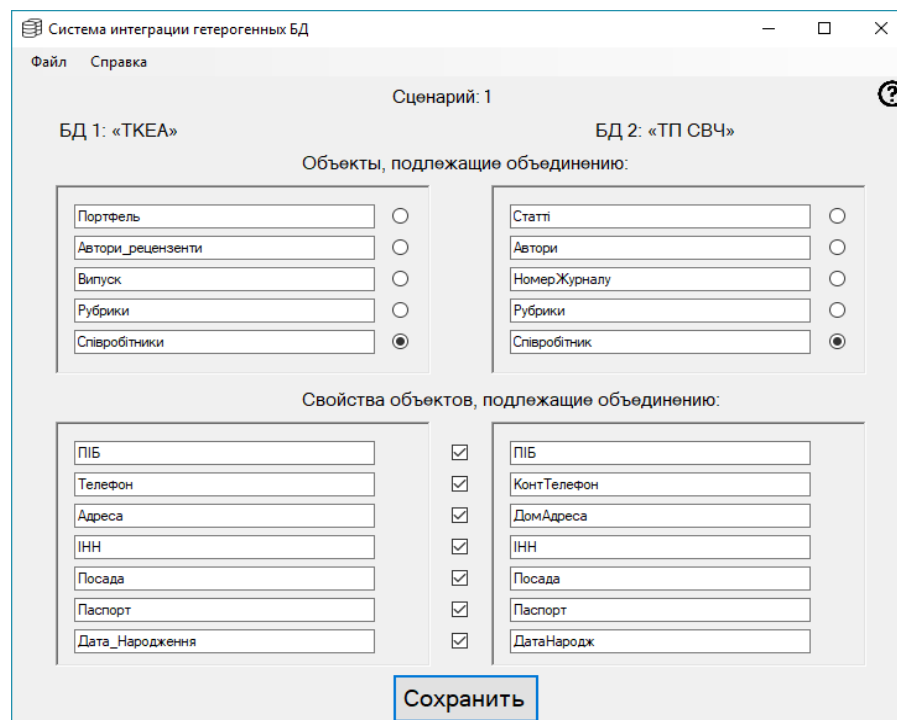 Система интеграции гетерогенных БД
Файл Справка
Сценарий: 1
?
БД 1: «ТКЕА» БД 2: «ТП СВЧ»
Объекты, подлежащие объединению:
Портфель Статті
Автори_рецензенти Автори
Випуск НомерЖурналу
Рубрики Рубрики
Співробітники Співробітник
Свойства объектов, подлежащие объединению:
ПІБ ПІБ
Телефон КонтТелефон
Адреса ДомАдреса
ІНН ІНН
Посада Посада
Паспорт Паспорт
Дата_Народження ДатаНародж
Сохранить